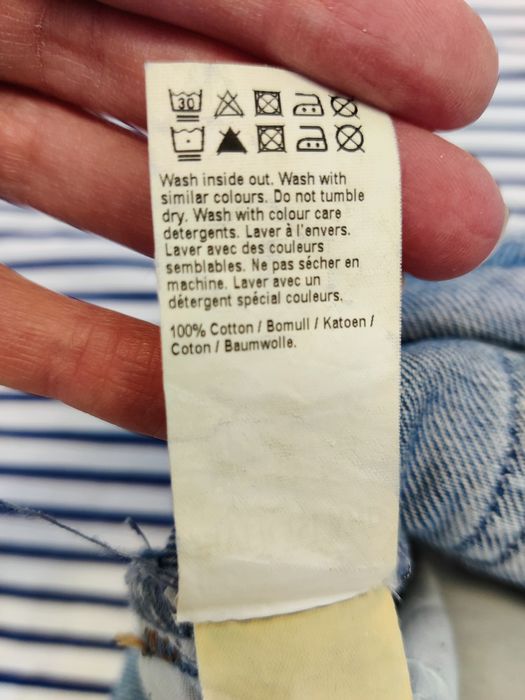 30
Wash inside out. Wash with
similar colours. Do not tumble
dry. Wash with colour care
detergents. Laver à l'envers.
Laver avec des couleurs
semblables. Ne pas sécher en
machine. Laver avec un
détergent spécial couleurs.
100% Cotton / Bomull / Katoen /
Coton / Baumwolle.